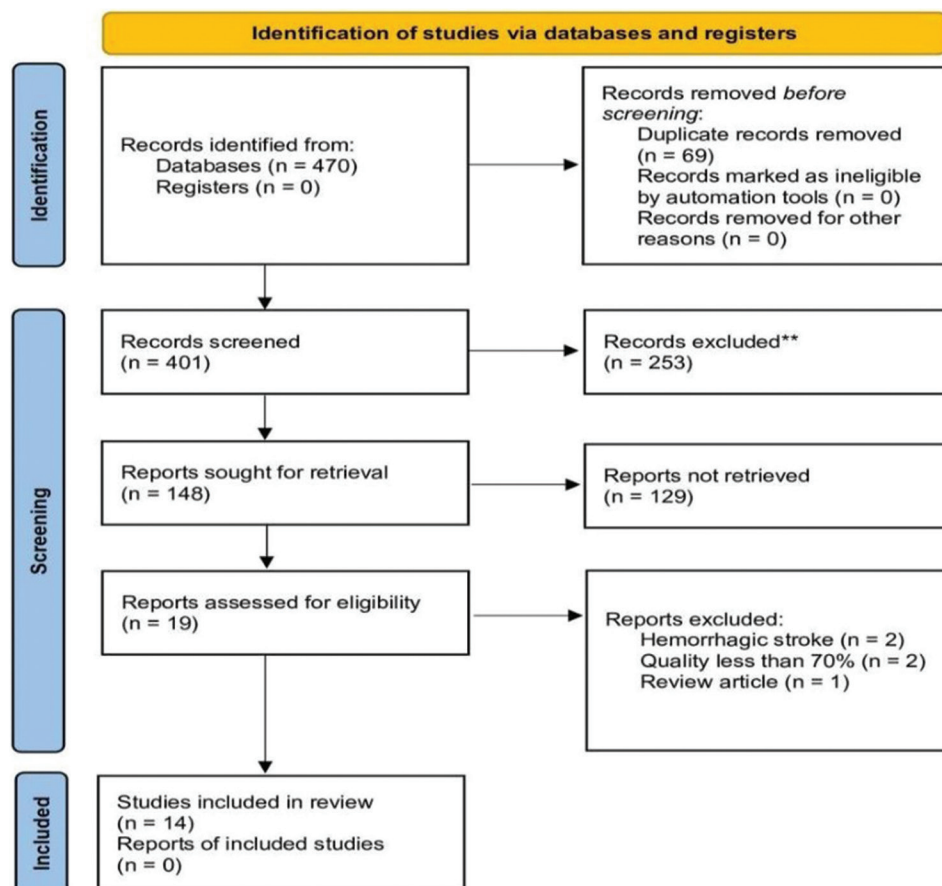 Identification of studies via databases and registers
Identification
Records identified from:
Databases (n = 470)
Registers (n = 0)
Records removed before
screening:
Duplicate records removed
(n = 69)
Records marked as ineligible
by automation tools (n = 0)
Records removed for other
reasons (n = 0)
Screening
Records screened
(n = 401)
Records excluded**
(n = 253)
Reports sought for retrieval
(n = 148)
Reports not retrieved
(n = 129)
Reports assessed for eligibility
(n = 19)
Reports excluded:
Hemorrhagic stroke (n = 2)
Quality less than 70% (n = 2)
Review article (n = 1)
Included
Studies included in review
(n = 14)
Reports of included studies
(n = 0)